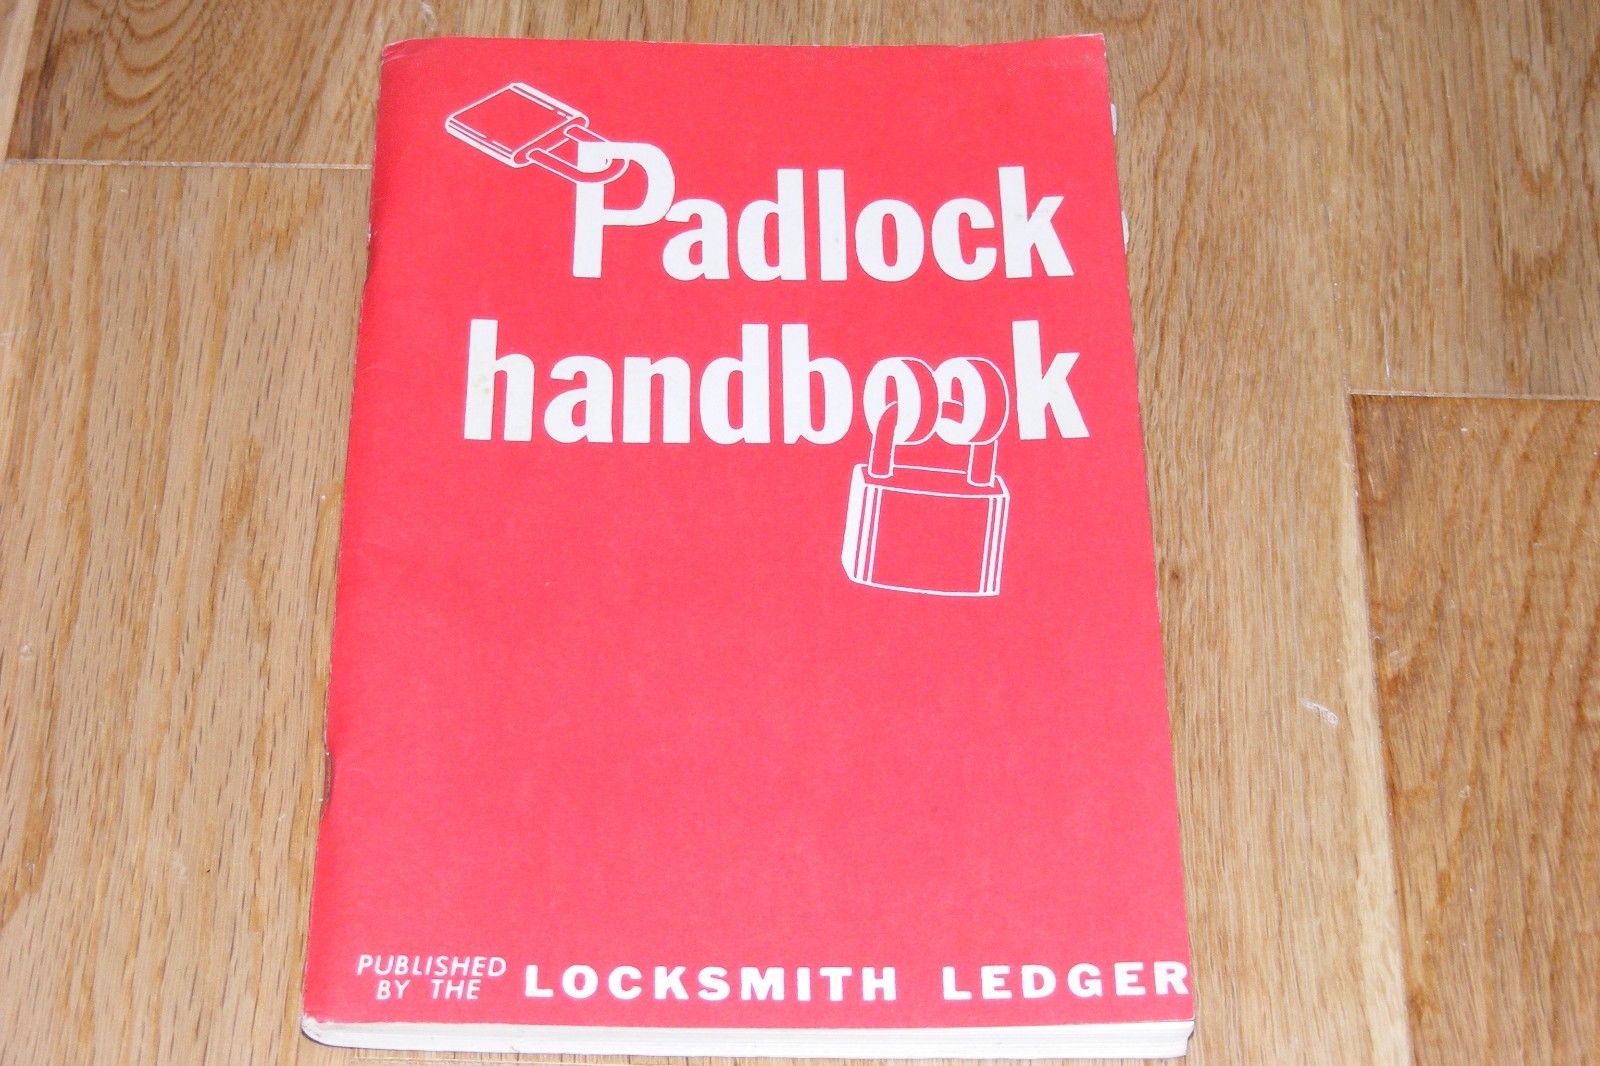 Padlock
handbook
PUBLISHED
BY THE
LOCKSMITH LEDGER